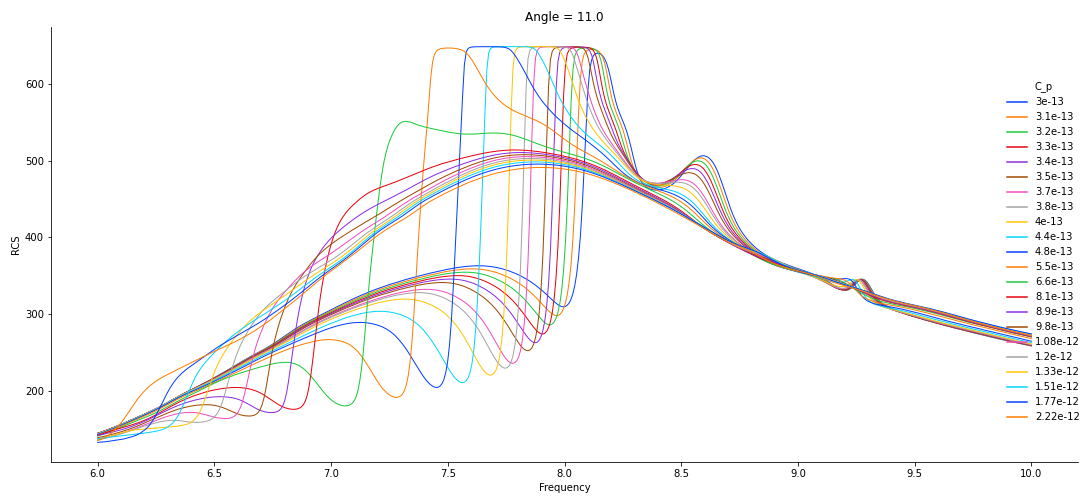 Angle = 11.0
600
500
400
300
200
RCS
6.0
6.5
7.0
7.5
8.0
8.5
9.0
9.5
10.0
Frequency
C_p
3e-13
3.1e-13
3.2e-13
3.3e-13
3.4e-13
3.5e-13
3.7e-13
3.8e-13
4e-13
4.4e-13
4.8e-13
5.5e-13
6.6e-13
8.1e-13
8.9e-13
9.8e-13
1.08e-12
1.2e-12
1.33e-12
1.51e-12
1.77e-12
2.22e-12